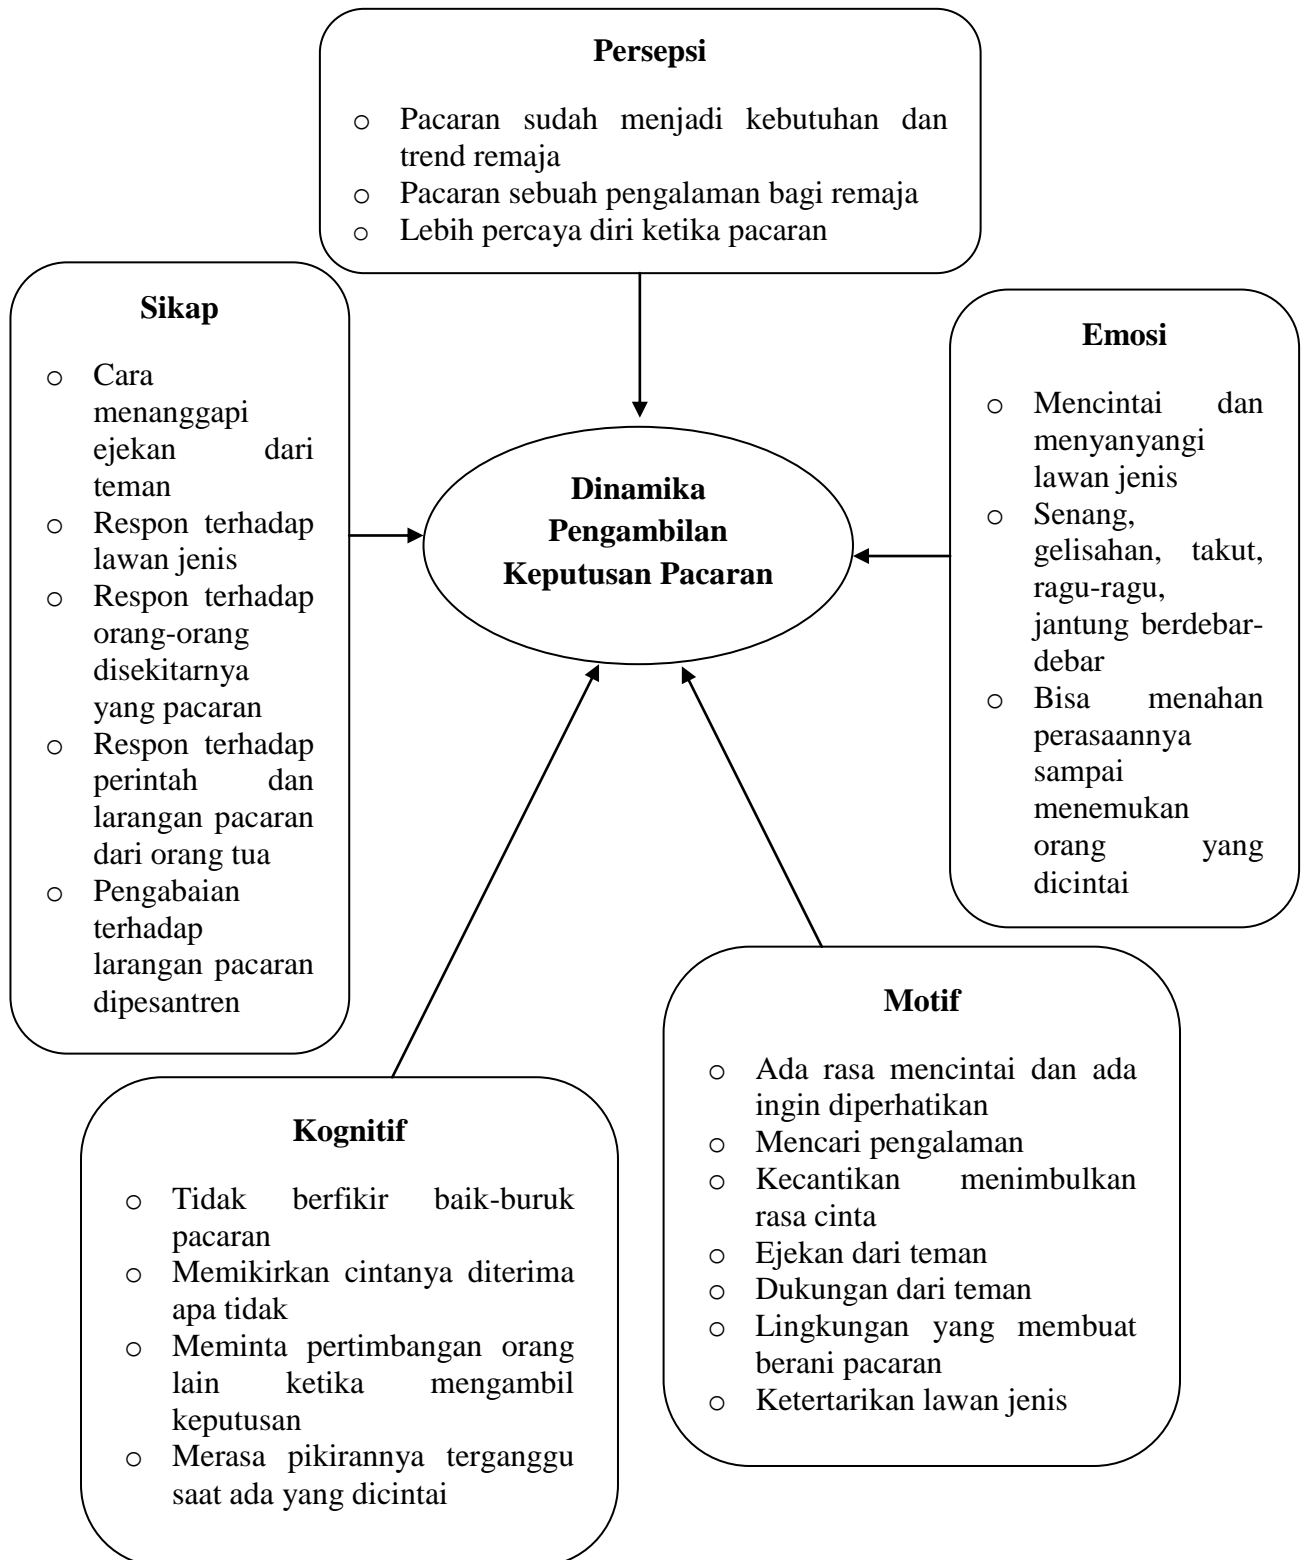 Persepsi
o Pacaran sudah menjadi kebutuhan dan
trend remaja
o Pacaran sebuah pengalaman bagi remaja
o Lebih percaya diri ketika pacaran
Sikap
o Cara
menanggapi
ejekan dari
teman
o Respon terhadap
lawan jenis
o Respon terhadap
orang-orang
disekitarnya
yang pacaran
o Respon terhadap
perintah dan
larangan pacaran
dari orang tua
o Pengabaian
terhadap
larangan pacaran
dipesantren
Dinamika
Pengambilan
Keputusan Pacaran
Emosi
o Mencintai dan
menyanyangi
lawan jenis
o Senang,
gelisahan, takut,
ragu-ragu,
jantung berdebar-
debar
o Bisa menahan
perasaannya
sampai
menemukan
orang yang
dicintai
Kognitif
o Tidak berfikir baik-buruk
pacaran
o Memikirkan cintanya diterima
apa tidak
o Meminta pertimbangan orang
lain ketika mengambil
keputusan
o Merasa pikirannya terganggu
saat ada yang dicintai
Motif
o Ada rasa mencintai dan ada
ingin diperhatikan
o Mencari pengalaman
o Kecantikan menimbulkan
rasa cinta
o Ejekan dari teman
o Dukungan dari teman
o Lingkungan yang membuat
berani pacaran
o Ketertarikan lawan jenis